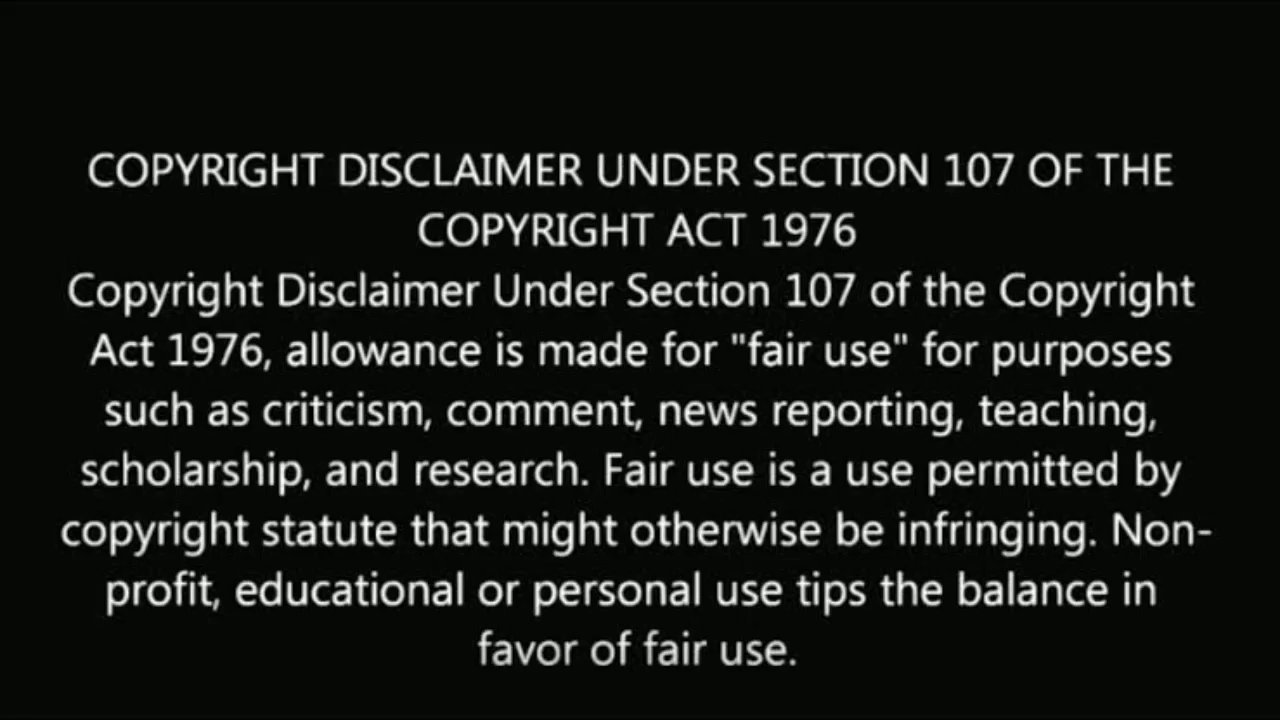 COPYRIGHT DISCLAIMER UNDER SECTION 107 OF THE
COPYRIGHT ACT 1976
Copyright Disclaimer Under Section 107 of the Copyright
Act 1976, allowance is made for "fair use" for purposes
such as criticism, comment, news reporting, teaching,
scholarship, and research. Fair use is a use permitted by
copyright statute that might otherwise be infringing. Non-
profit, educational or personal use tips the balance in
favor of fair use.